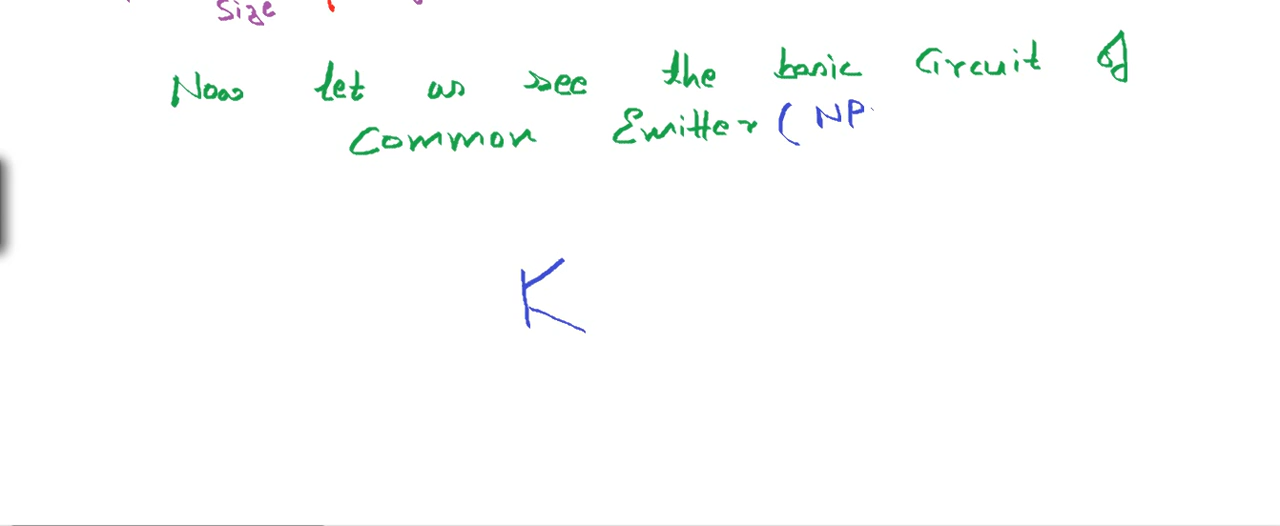 Size
Now let us see the basic Circuit of
Common Emitter ( NP